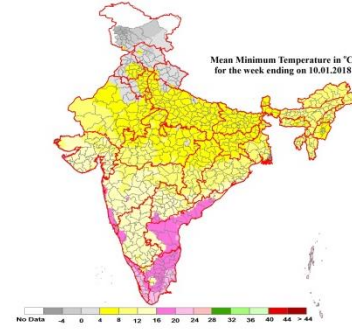 Mean Minimum Temperature in °C
for the week ending on 10.01.2018
No Data -4 0 4 8 12 16 20 24 28 32 36 40 44 > 44